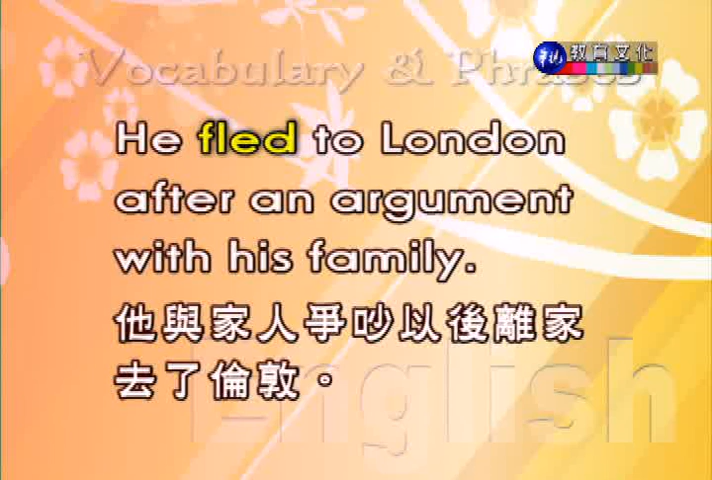 Vocabulary & Phrases
教育文化
He fled to London
after an argument
with his family.
他與家人爭吵以後離家
去了倫敦。
English